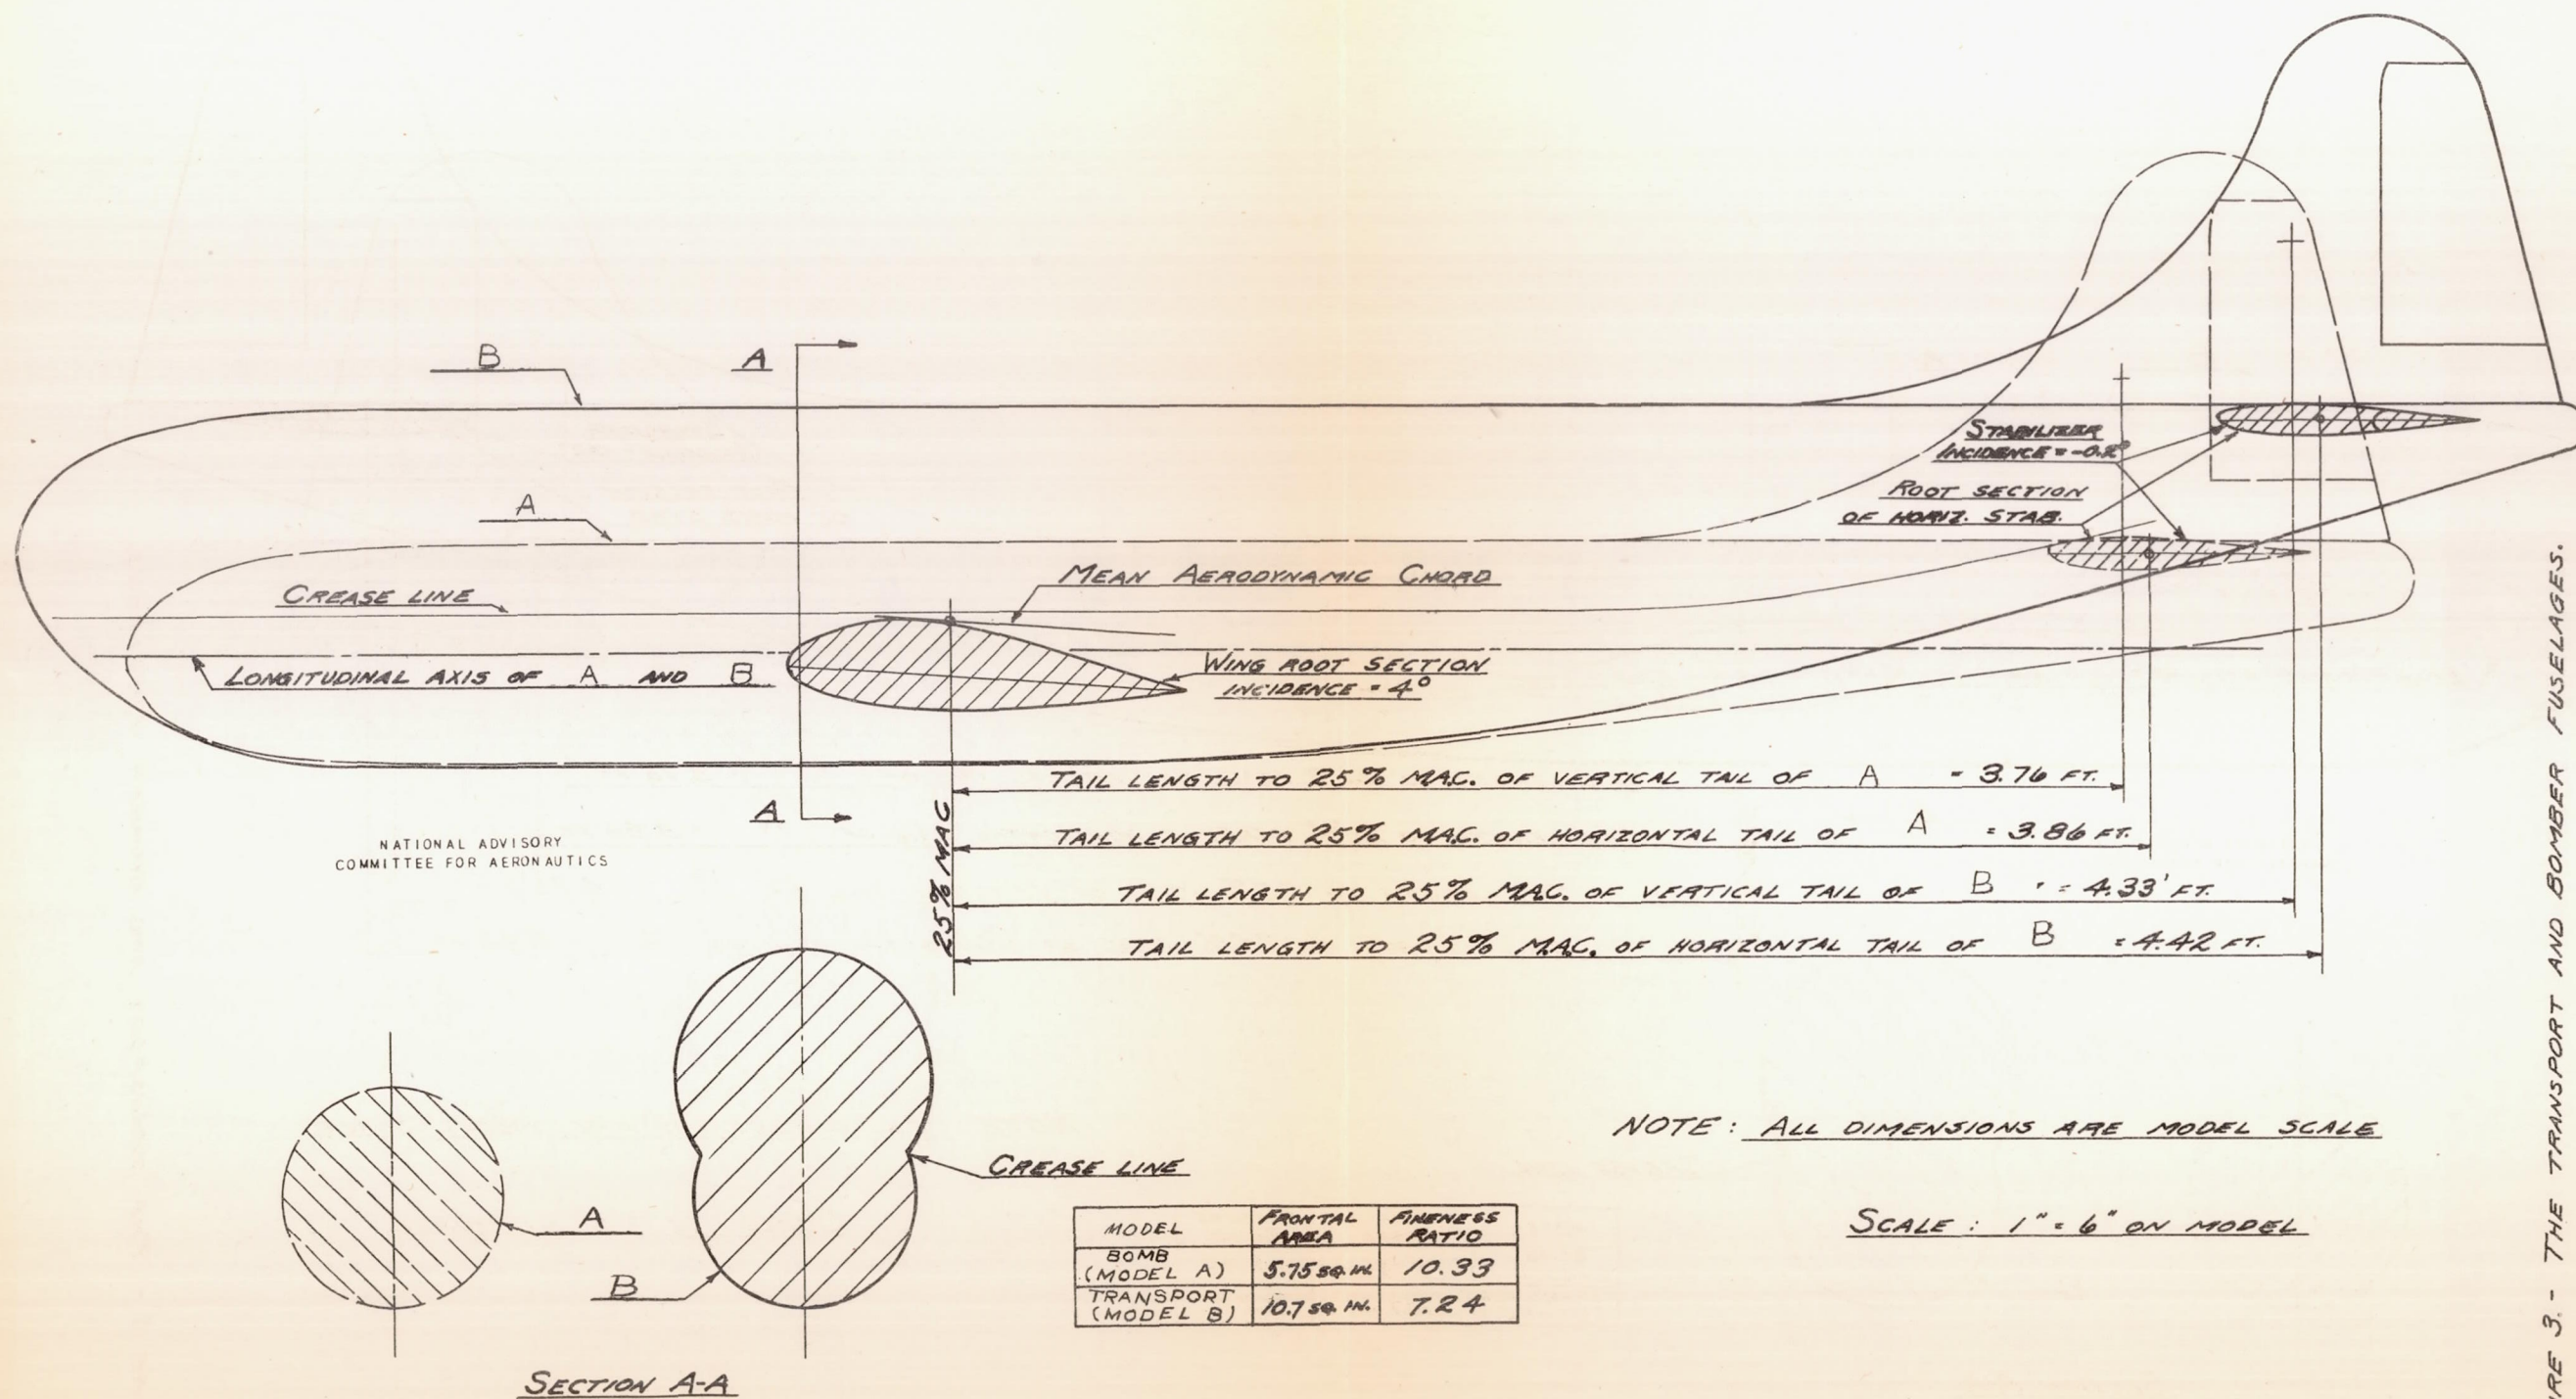 B
A
STABILIZER
INCIDENCE = -0.2°
ROOT SECTION
OF HORIZ. STAB.
A
MEAN AERODYNAMIC CHORD
CREASE LINE
LONGITUDINAL AXIS OF A AND B
WING ROOT SECTION
INCIDENCE = 4°
A
25% MAC
TAIL LENGTH TO 25% M.A.C. OF VERTICAL TAIL OF A = 3.76 FT.
TAIL LENGTH TO 25% M.A.C. OF HORIZONTAL TAIL OF A = 3.86 FT.
TAIL LENGTH TO 25% M.A.C. OF VERTICAL TAIL OF B = 4.33' FT.
TAIL LENGTH TO 25% M.A.C. OF HORIZONTAL TAIL OF B = 4.42 FT.
NATIONAL ADVISORY
COMMITTEE FOR AERONAUTICS
CREASE LINE
A
B
SECTION A-A
MODEL FRONTAL AREA FINENESS RATIO
BOMB (MODEL A) 5.75 SQ. IN. 10.33
TRANSPORT (MODEL B) 10.7 SQ. IN. 7.24
NOTE: ALL DIMENSIONS ARE MODEL SCALE
SCALE: 1" = 6" ON MODEL
URE 3.- THE TRANSPORT AND BOMBER FUSELAGES.